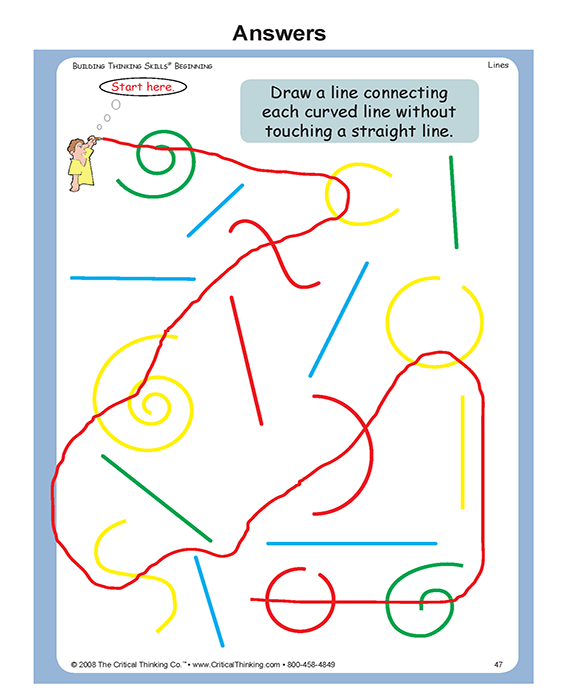 Answers
Building Thinking Skills® Beginning
Lines
Start here.
Draw a line connecting
each curved line without
touching a straight line.
© 2008 The Critical Thinking Co.™ • www.CriticalThinking.com • 800-458-4849
47